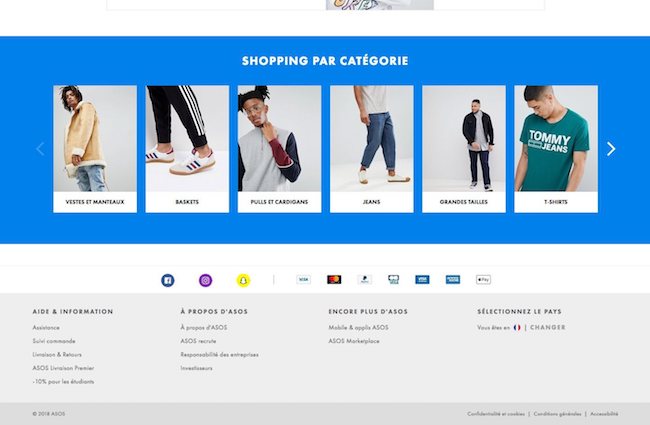 SHOPPING PAR CATÉGORIE
TOMMY
JEANS
VESTES ET MANTEAUX
BASKETS
PULLS ET CARDIGANS
JEANS
GRANDES TAILLES
T-SHIRTS
VISA
Pay
AIDE & INFORMATION
Assistance
Suivi commande
Livraison & Retours
ASOS Livraison Premier
-10% pour les étudiants
À PROPOS D'ASOS
À propos d'ASOS
ASOS recrute
Responsabilité des entreprises
Investisseurs
ENCORE PLUS D'ASOS
Mobile & applis ASOS
ASOS Marketplace
SÉLECTIONNEZ LE PAYS
Vous êtes en | CHANGER
© 2018 ASOS
Confidentialité et cookies | Conditions générales | Accessibilité